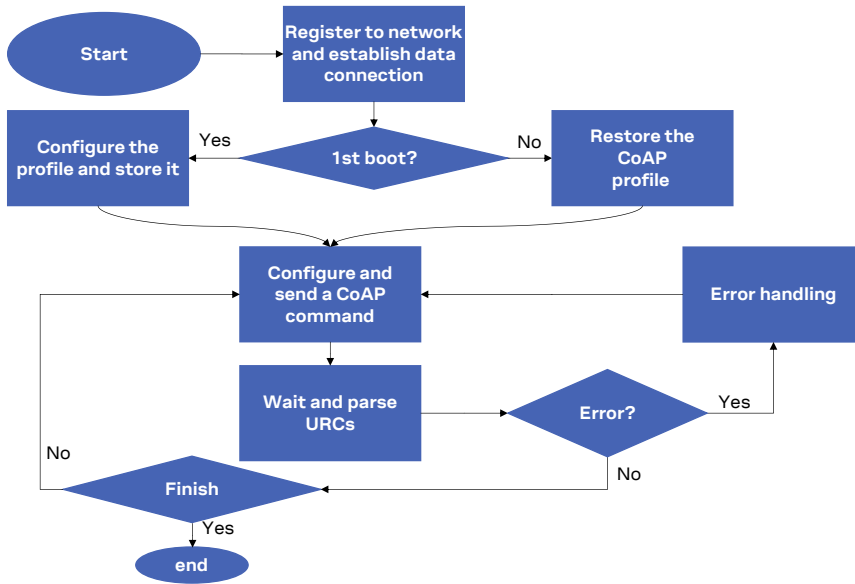 Start
Register to network
and establish data
connection
Configure the
profile and store it
Yes
1st boot?
No
Restore the
CoAP
profile
Configure and
send a CoAP
command
Error handling
Wait and parse
URCs
Error?
Yes
No
No
Finish
Yes
end